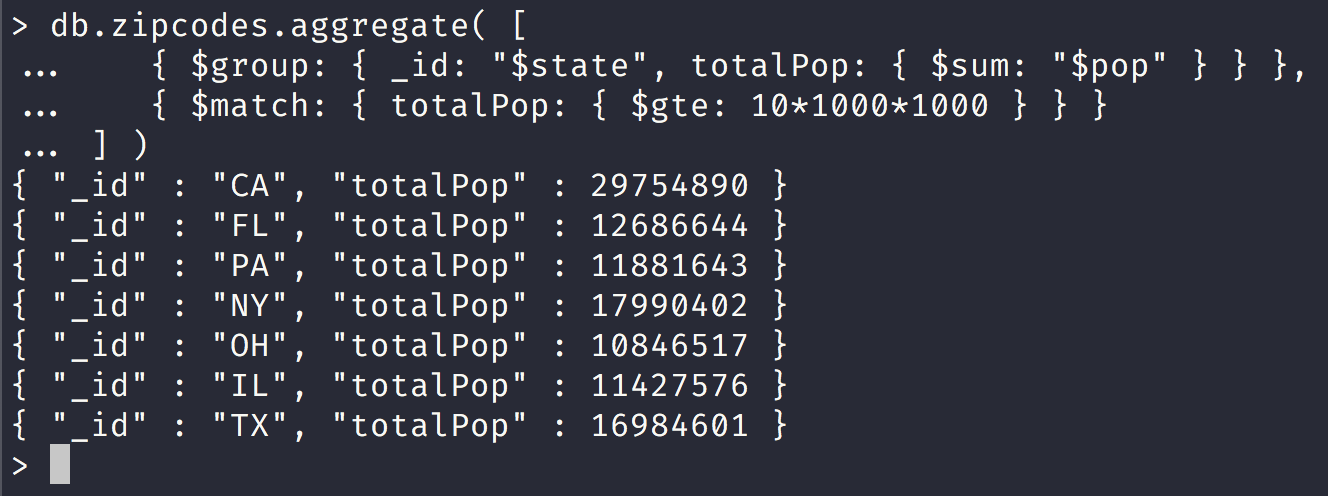 > db.zipcodes.aggregate( [
...    { $group: { _id: "$state", totalPop: { $sum: "$pop" } } },
...    { $match: { totalPop: { $gte: 10*1000*1000 } } }
... ] )
{ "_id" : "CA", "totalPop" : 29754890 }
{ "_id" : "FL", "totalPop" : 12686644 }
{ "_id" : "PA", "totalPop" : 11881643 }
{ "_id" : "NY", "totalPop" : 17990402 }
{ "_id" : "OH", "totalPop" : 10846517 }
{ "_id" : "IL", "totalPop" : 11427576 }
{ "_id" : "TX", "totalPop" : 16984601 }
>